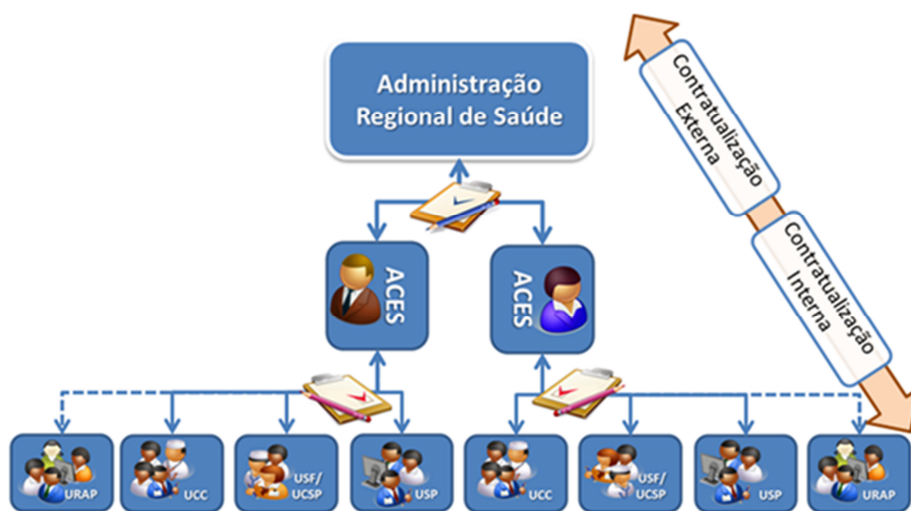 Administração
Regional de Saúde
Contratualização
Externa
Contratualização
Interna
ACES
ACES
URAP
UCC
USF/
UCSP
USP
UCC
USF/
UCSP
USP
URAP